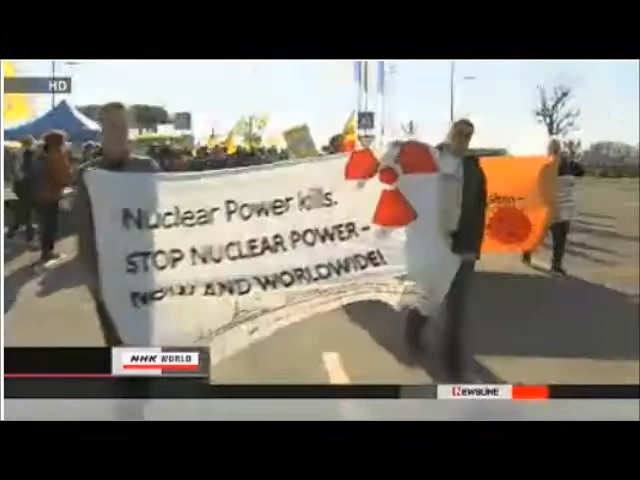 HD
Nuclear Power kills.
STOP NUCLEAR POWER -
NOW AND WORLDWIDE!
NHK WORLD
NEWSLINE